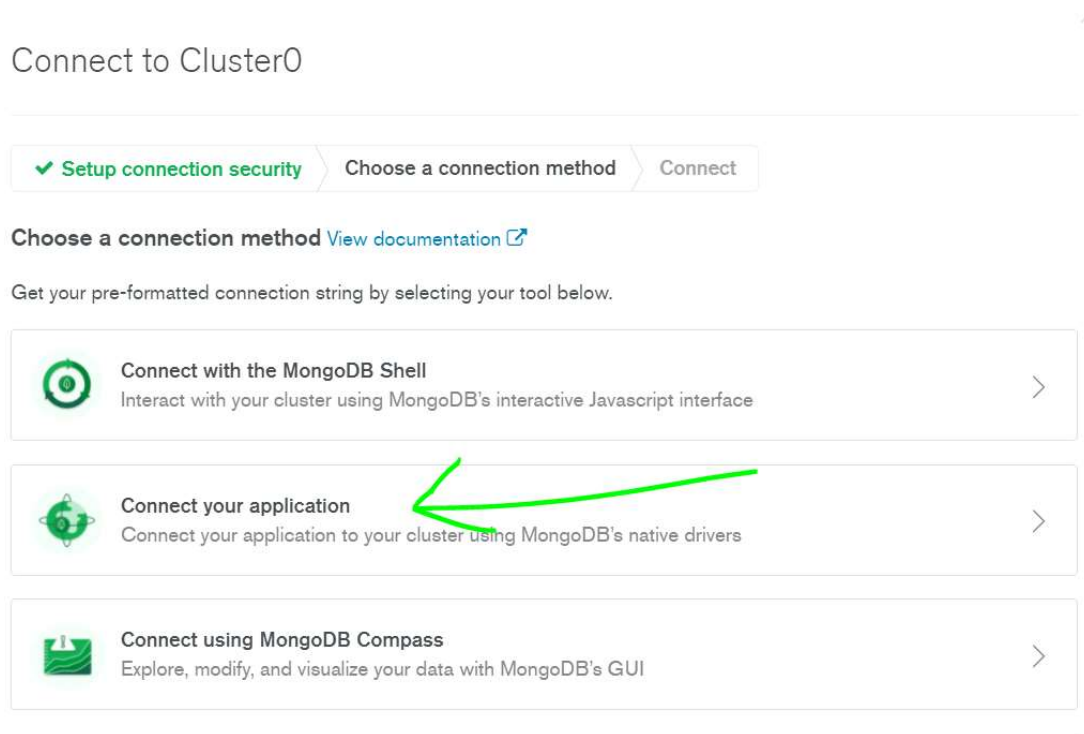 Connect to Cluster0
✔ Setup connection security Choose a connection method Connect
Choose a connection method View documentation
Get your pre-formatted connection string by selecting your tool below.
Connect with the MongoDB Shell
Interact with your cluster using MongoDB's interactive Javascript interface
Connect your application
Connect your application to your cluster using MongoDB's native drivers
Connect using MongoDB Compass
Explore, modify, and visualize your data with MongoDB's GUI